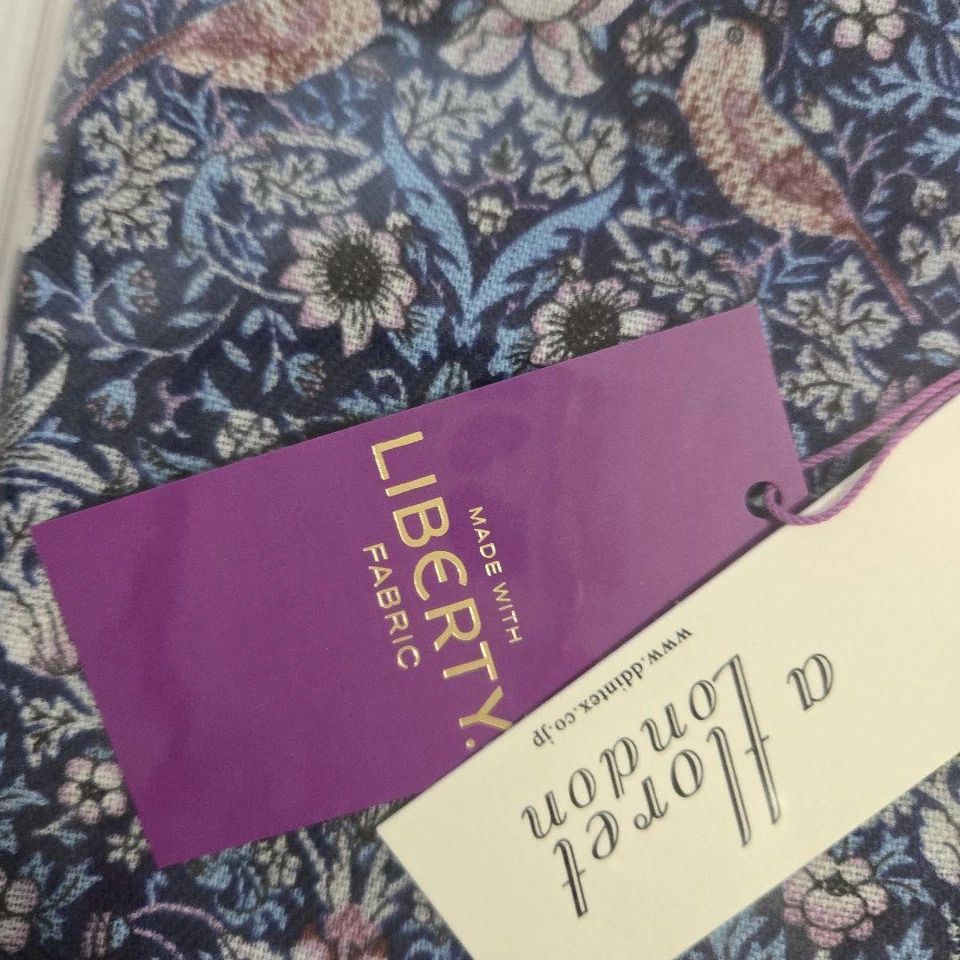 MADE WITH
LIBERTY.
FABRIC
a
floret
London
www.ddintex.co.jp